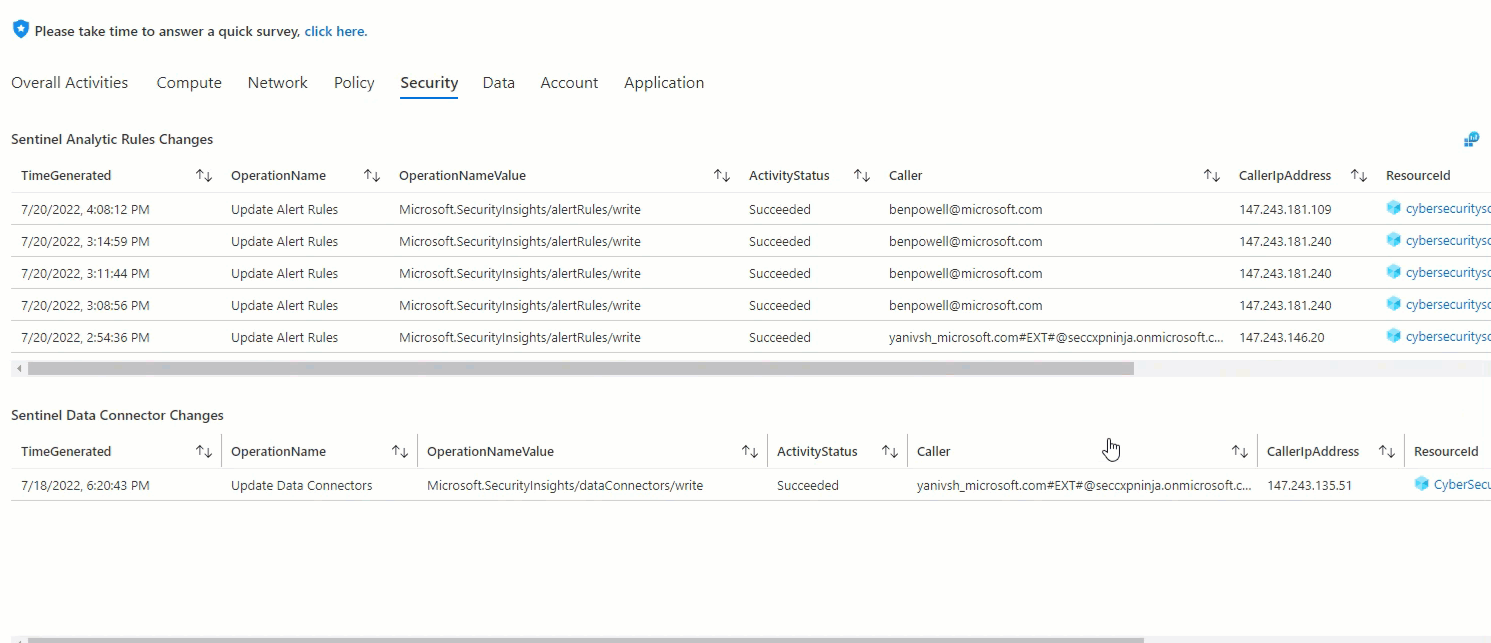 Please take time to answer a quick survey, click here.
Overall Activities Compute Network Policy Security Data Account Application
Sentinel Analytic Rules Changes
TimeGenerated ↑↓ OperationName ↑↓ OperationNameValue ↑↓ ActivityStatus ↑↓ Caller ↑↓ CallerIpAddress ↑↓ ResourceId
7/20/2022, 4:08:12 PM Update Alert Rules Microsoft.SecurityInsights/alertRules/write Succeeded benpowell@microsoft.com 147.243.181.109 cybersecuritysc
7/20/2022, 3:14:59 PM Update Alert Rules Microsoft.SecurityInsights/alertRules/write Succeeded benpowell@microsoft.com 147.243.181.240 cybersecuritysc
7/20/2022, 3:11:44 PM Update Alert Rules Microsoft.SecurityInsights/alertRules/write Succeeded benpowell@microsoft.com 147.243.181.240 cybersecuritysc
7/20/2022, 3:08:56 PM Update Alert Rules Microsoft.SecurityInsights/alertRules/write Succeeded benpowell@microsoft.com 147.243.181.240 cybersecuritysc
7/20/2022, 2:54:36 PM Update Alert Rules Microsoft.SecurityInsights/alertRules/write Succeeded yanivsh_microsoft.com#EXT#@seccxpninja.onmicrosoft.c... 147.243.146.20 cybersecuritysc
Sentinel Data Connector Changes
TimeGenerated ↑↓ OperationName ↑↓ OperationNameValue ↑↓ ActivityStatus ↑↓ Caller ↑↓ CallerIpAddress ↑↓ ResourceId
7/18/2022, 6:20:43 PM Update Data Connectors Microsoft.SecurityInsights/dataConnectors/write Succeeded yanivsh_microsoft.com#EXT#@seccxpninja.onmicrosoft.c... 147.243.135.51 CyberSecu